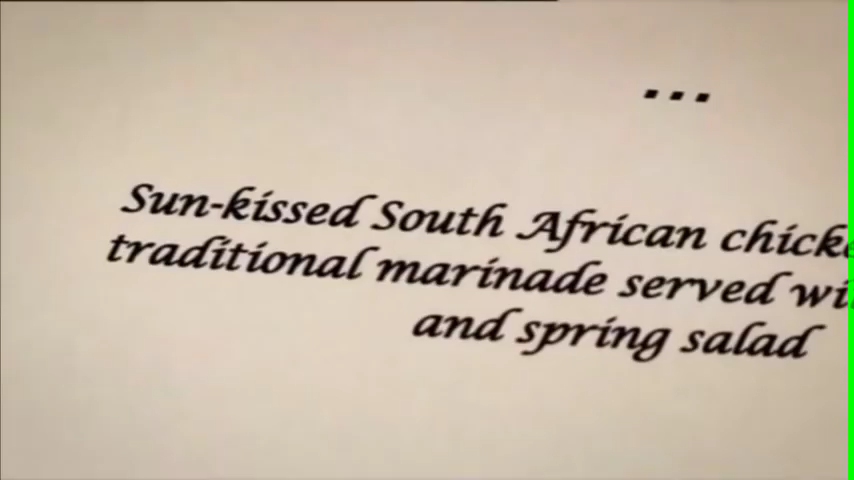 ...
Sun-kissed South African
traditional marinade served
and spring salad